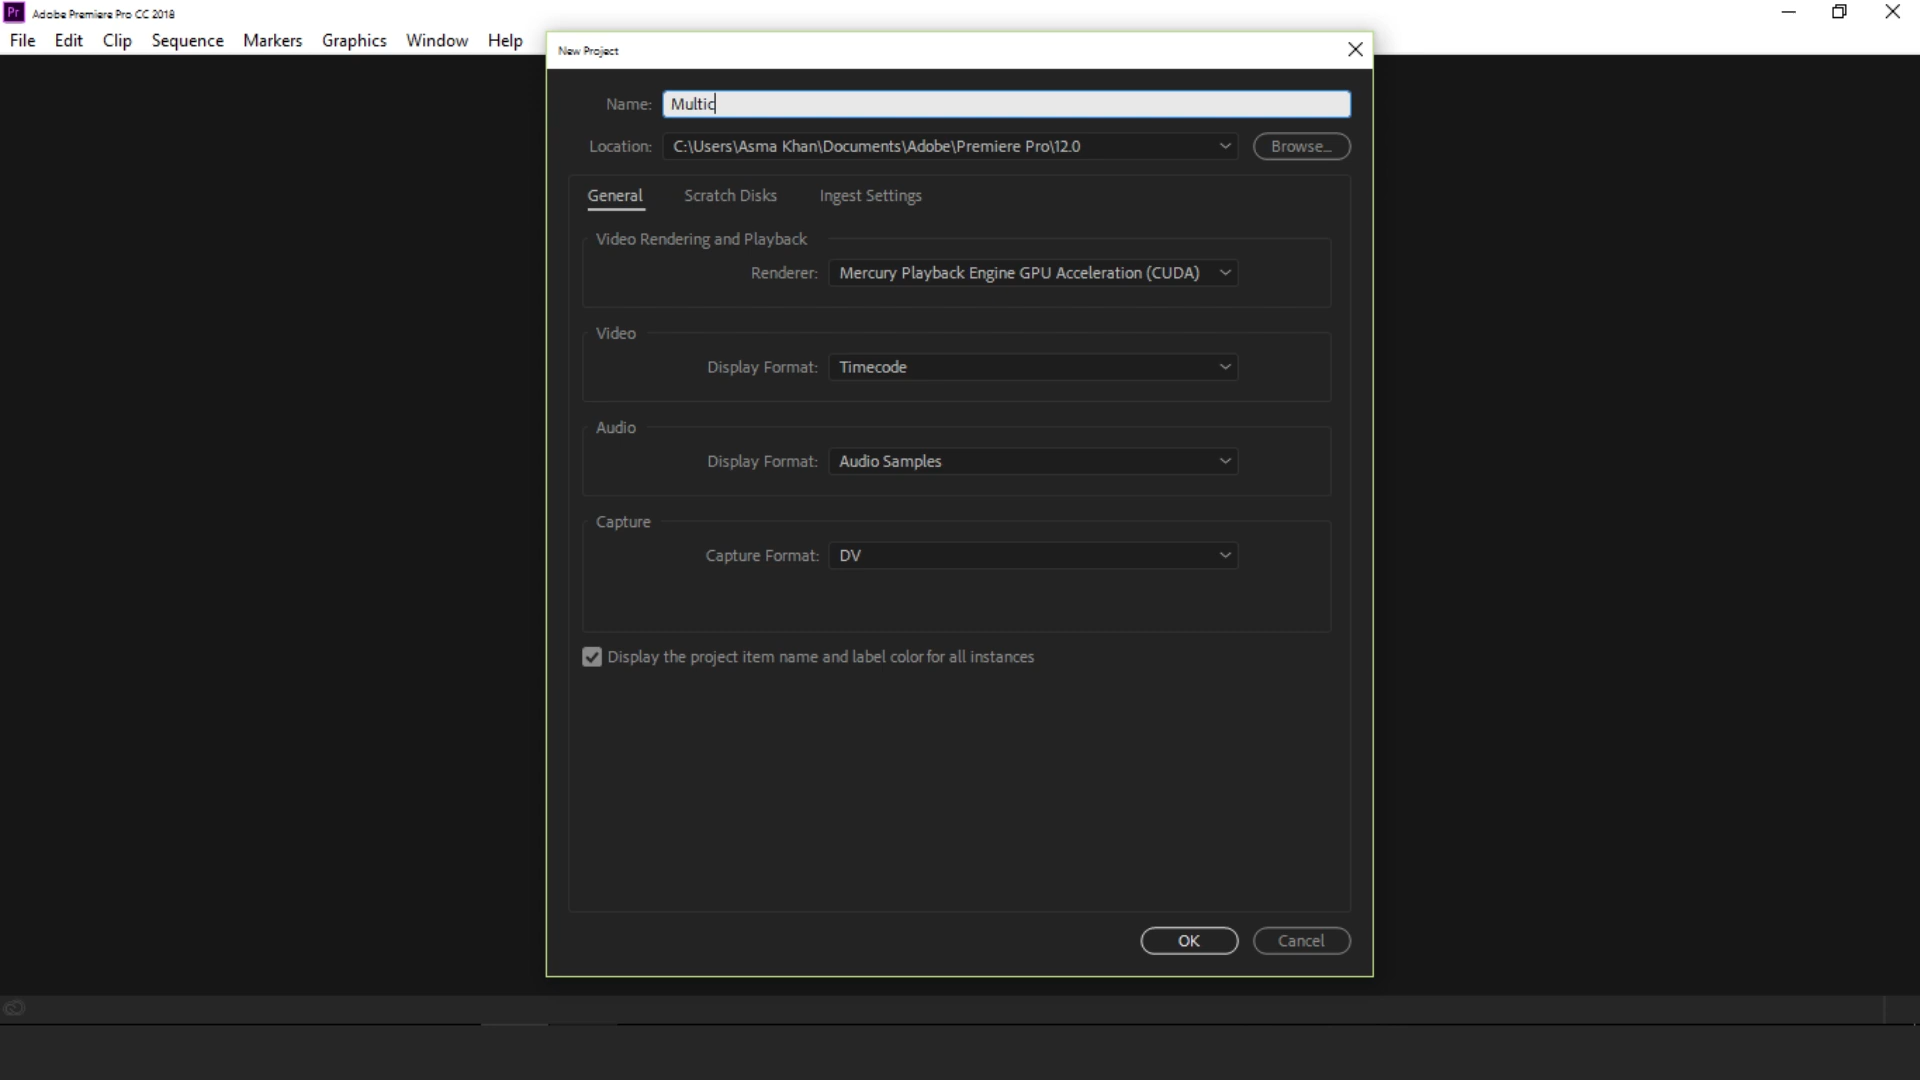 Pr Adobe Premiere Pro CC 2018
File Edit Clip Sequence Markers Graphics Window Help
New Project
Name: Multic
Location: C:\Users\Asma Khan\Documents\Adobe\Premiere Pro\12.0 Browse...
General Scratch Disks Ingest Settings
Video Rendering and Playback
Renderer: Mercury Playback Engine GPU Acceleration (CUDA)
Video
Display Format: Timecode
Audio
Display Format: Audio Samples
Capture
Capture Format: DV
Display the project item name and label color for all instances
OK Cancel